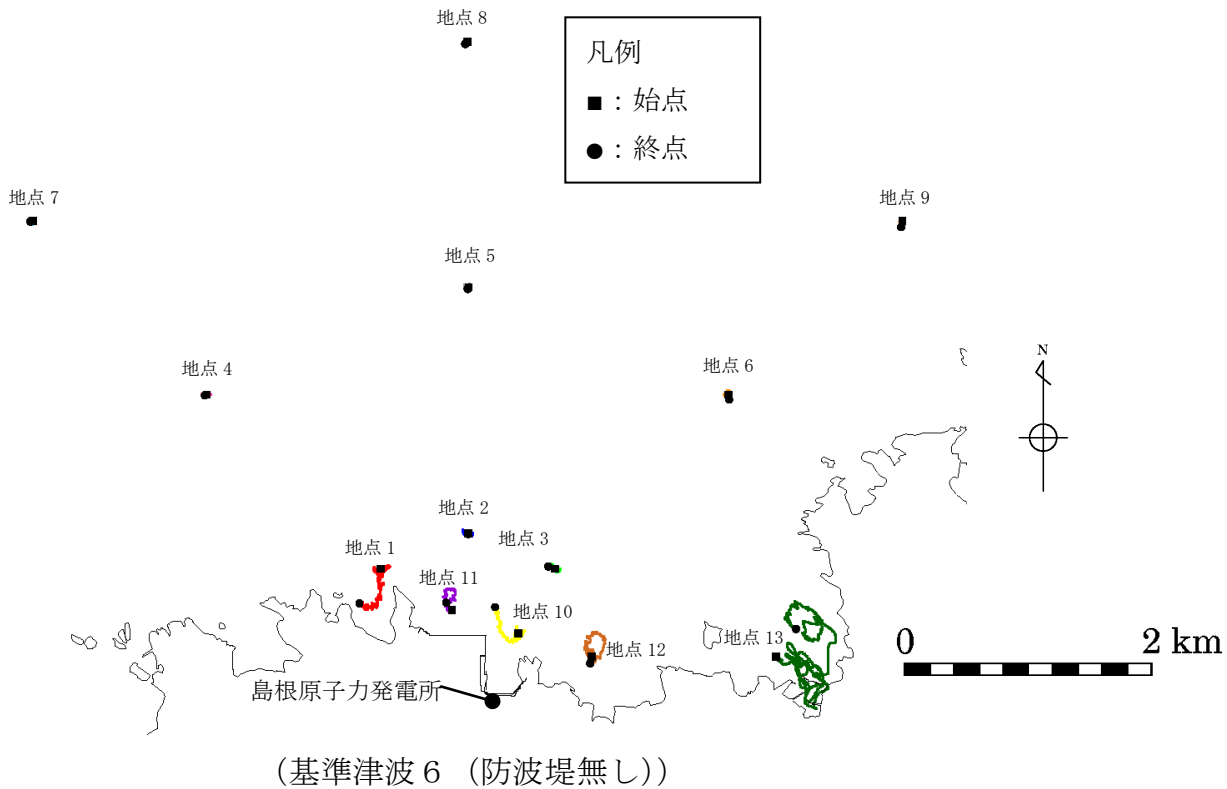 地点 8
凡例
■：始点
●：終点
地点 7
地点 9
地点 5
N
地点 4
地点 6
地点 2
地点 3
地点 1
地点 11
地点 10
地点 12
地点 13
0
2 km
島根原子力発電所
(基準津波６（防波堤無し))